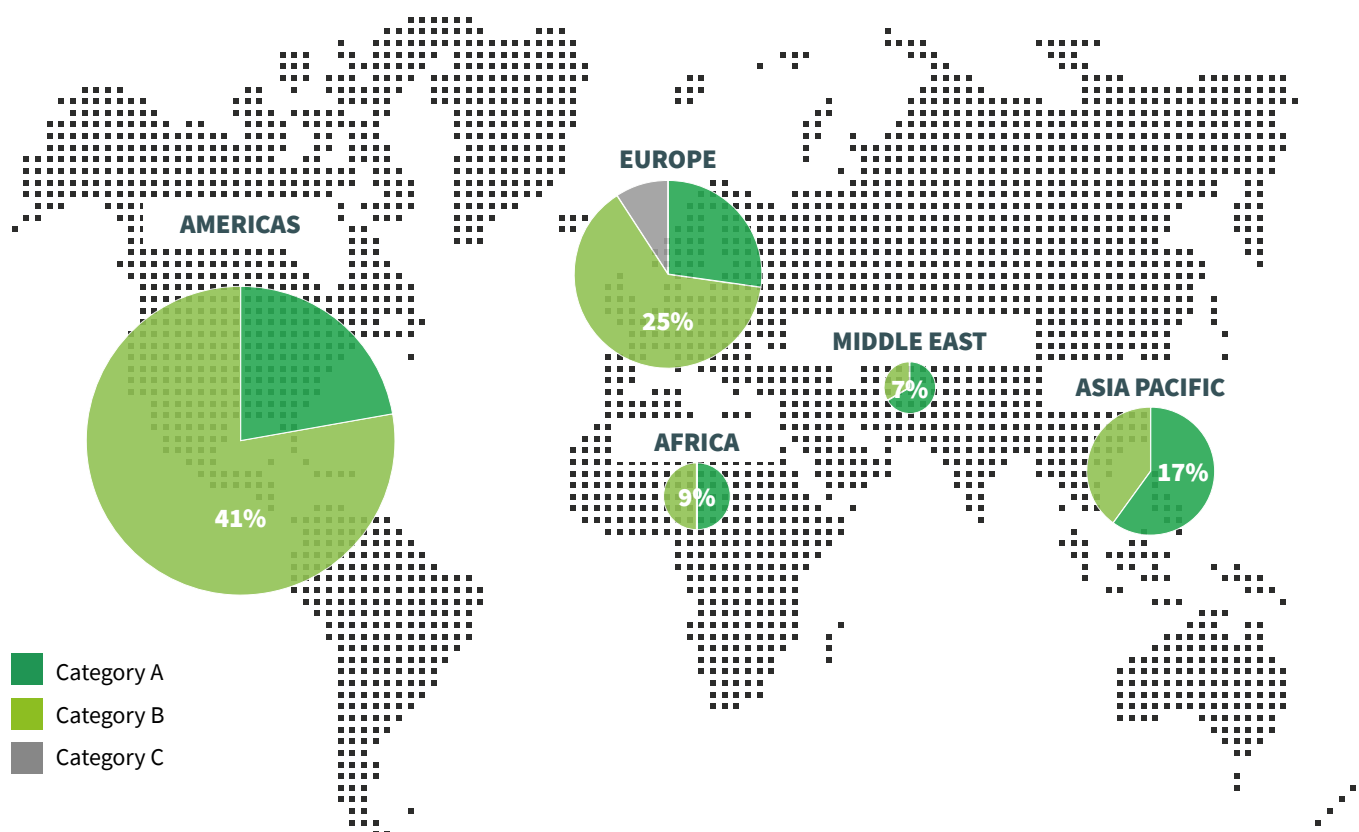 EUROPE
AMERICAS
25%
MIDDLE EAST
7%
ASIA PACIFIC
AFRICA
17%
9%
41%
Category A
Category B
Category C